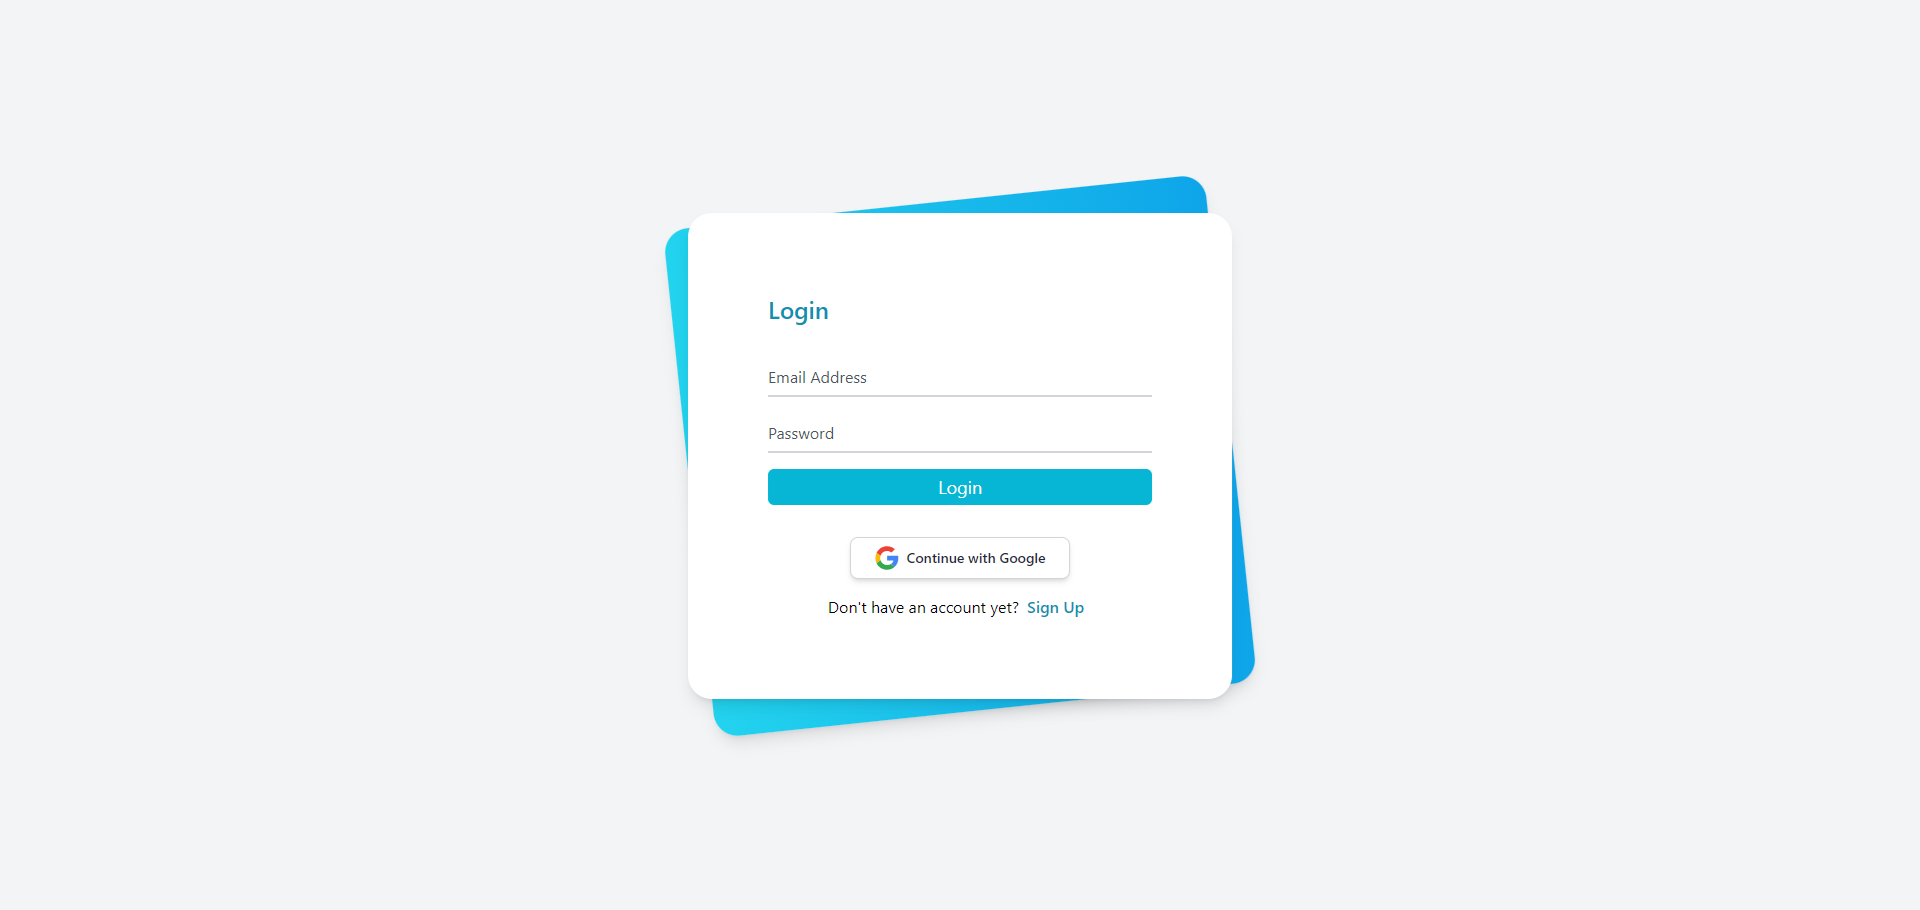 Login
Email Address
Password
Login
Continue with Google
Don't have an account yet? Sign Up